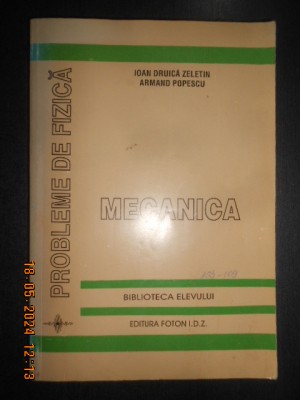 IOAN DRUICĂ ZELETIN
ARMAND POPESCU
PROBLEME DE FIZICĂ
MECANICA
BIBLIOTECA ELEVULUI
EDITURA FOTON I.D.Z.
18.05.2024 12:13